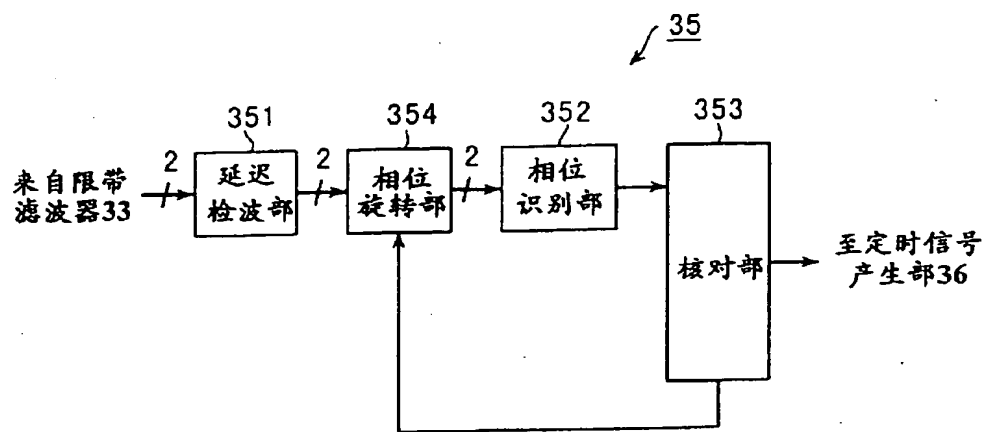 35
351
354
352
353
2
2
2
来自限带
滤波器33
延迟
检波部
相位
旋转部
相位
识别部
核对部
至定时信号
产生部36